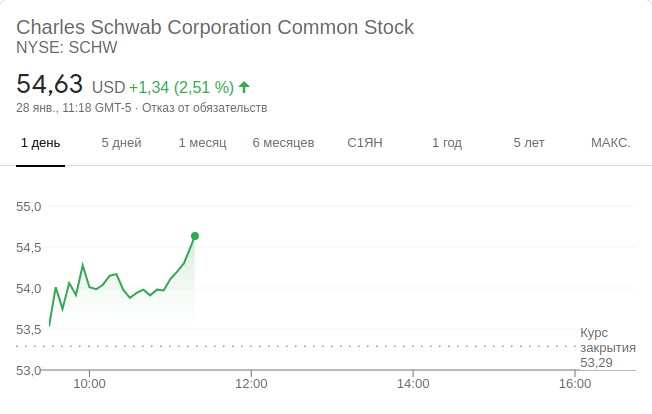 Charles Schwab Corporation Common Stock
NYSE: SCHW
54,63 USD +1,34 (2,51 %)
28 янв., 11:18 GMT-5 · Отказ от обязательств
1 день 5 дней 1 месяц 6 месяцев С1ЯН 1 год 5 лет МАКС.
55,0
54,5
54,0
53,5
Курс
закрытия
53,29
53,0
10:00 12:00 14:00 16:00